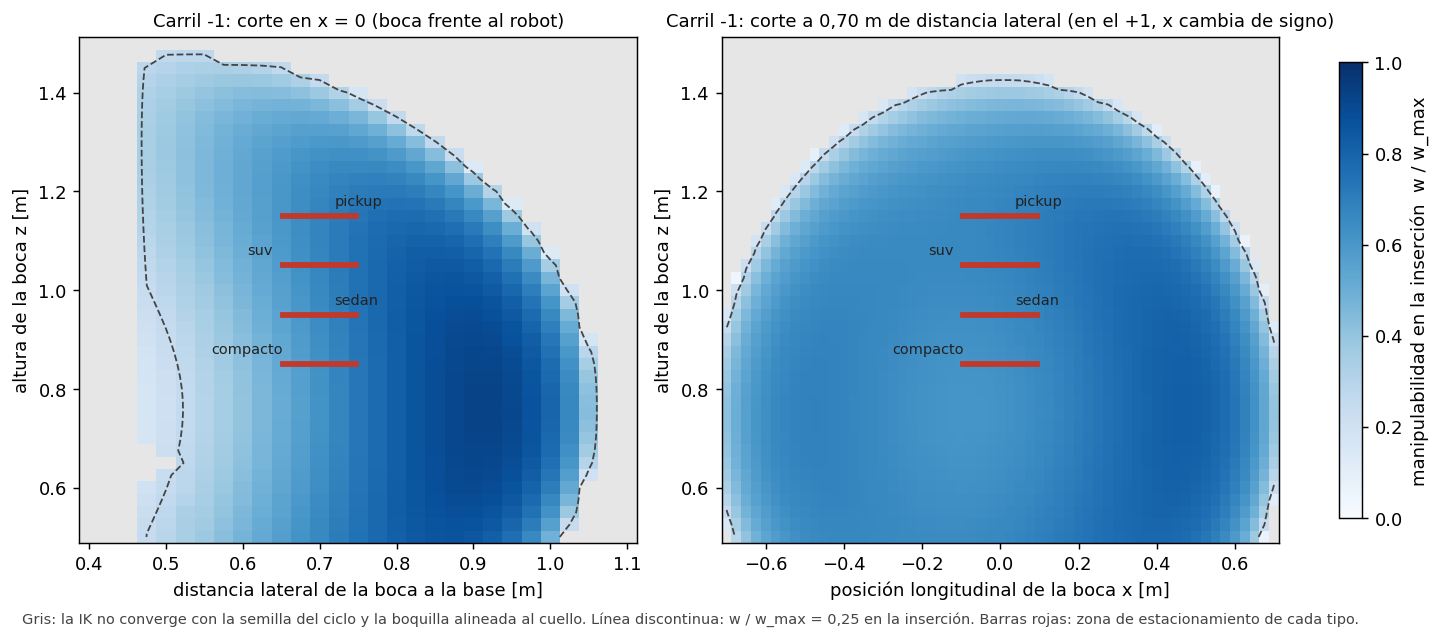 Carril -1: corte en x = 0 (boca frente al robot)
altura de la boca z [m]
1.4
1.2
1.0
0.8
0.6
pickup
suv
sedan
compacto
0.4
0.5
0.6
0.7
0.8
0.9
1.0
1.1
distancia lateral de la boca a la base [m]
Carril -1: corte a 0,70 m de distancia lateral (en el +1, x cambia de signo)
altura de la boca z [m]
1.4
1.2
1.0
0.8
0.6
pickup
suv
sedan
compacto
−0.6
−0.4
−0.2
0.0
0.2
0.4
0.6
posición longitudinal de la boca x [m]
1.0
0.8
0.6
0.4
0.2
0.0
manipulabilidad en la inserción w / w_max
Gris: la IK no converge con la semilla del ciclo y la boquilla alineada al cuello. Línea discontinua: w / w_max = 0,25 en la inserción. Barras rojas: zona de estacionamiento de cada tipo.